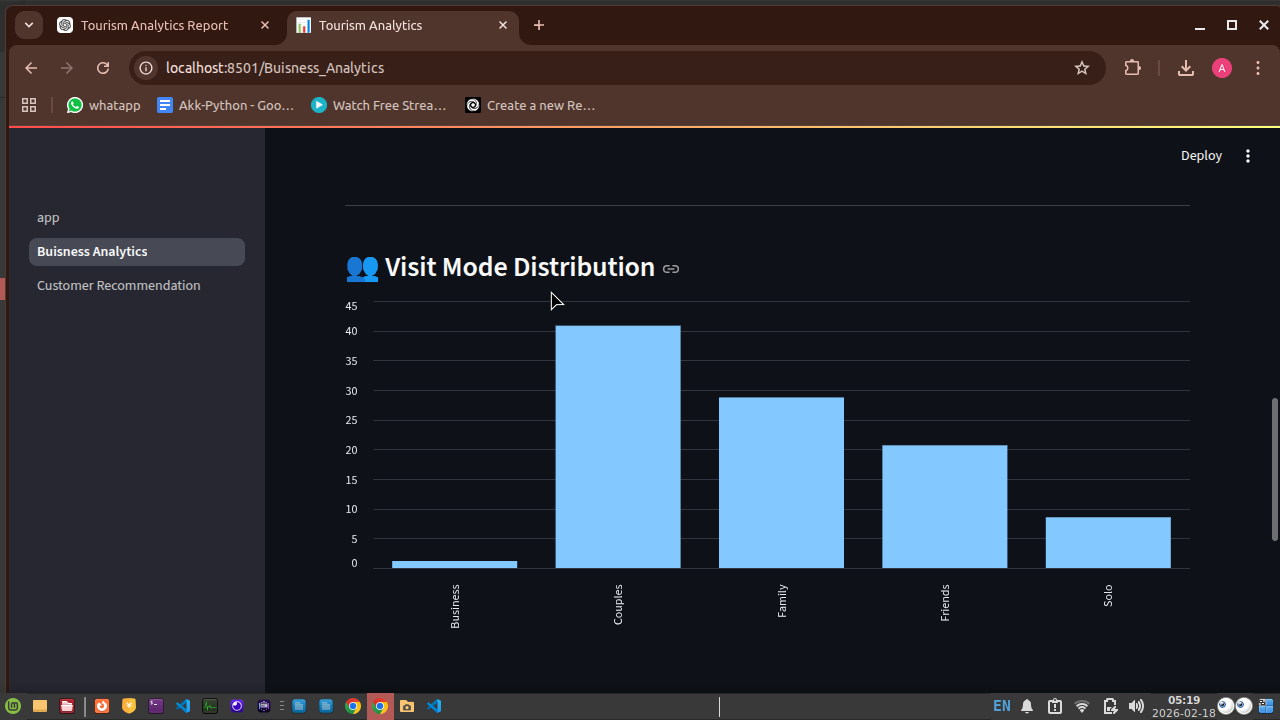 Tourism Analytics Report
Tourism Analytics
localhost:8501/Buisness_Analytics
A
whatapp
Akk-Python - Goo…
Watch Free Strea…
Create a new Re…
Deploy
app
Buisness Analytics
Customer Recommendation
Visit Mode Distribution
45
40
35
30
25
20
15
10
5
0
Business
Couples
Family
Friends
Solo
EN
05:19
2026-02-18